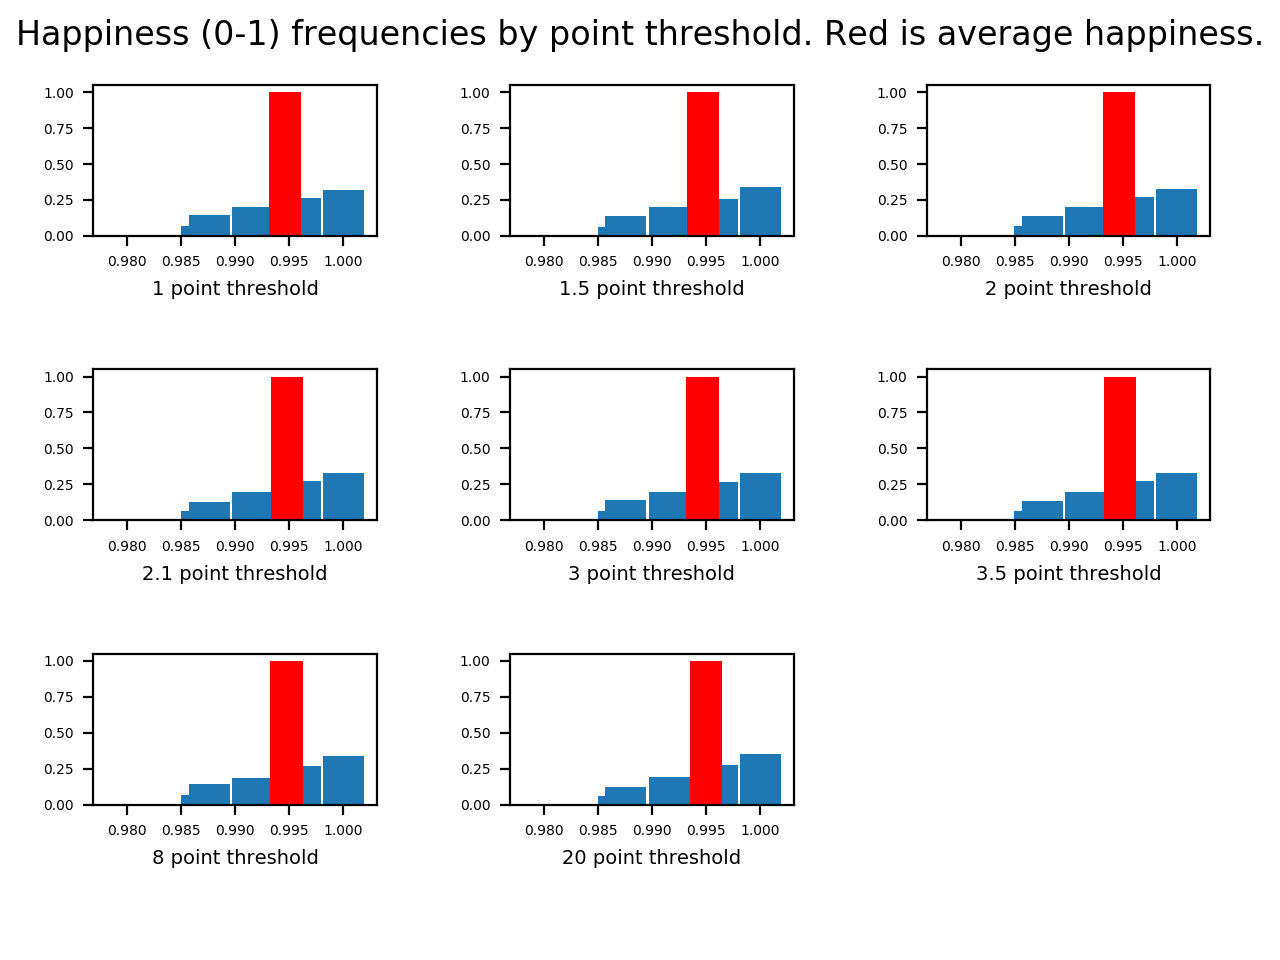 Happiness (0-1) frequencies by point threshold. Red is average happiness.
1.00 1.00 1.00
0.75 0.75 0.75
0.50 0.50 0.50
0.25 0.25 0.25
0.00 0.00 0.00
0.980 0.985 0.990 0.995 1.000 0.980 0.985 0.990 0.995 1.000 0.980 0.985 0.990 0.995 1.000
1 point threshold 1.5 point threshold 2 point threshold
1.00 1.00 1.00
0.75 0.75 0.75
0.50 0.50 0.50
0.25 0.25 0.25
0.00 0.00 0.00
0.980 0.985 0.990 0.995 1.000 0.980 0.985 0.990 0.995 1.000 0.980 0.985 0.990 0.995 1.000
2.1 point threshold 3 point threshold 3.5 point threshold
1.00 1.00
0.75 0.75
0.50 0.50
0.25 0.25
0.00 0.00
0.980 0.985 0.990 0.995 1.000 0.980 0.985 0.990 0.995 1.000
8 point threshold 20 point threshold